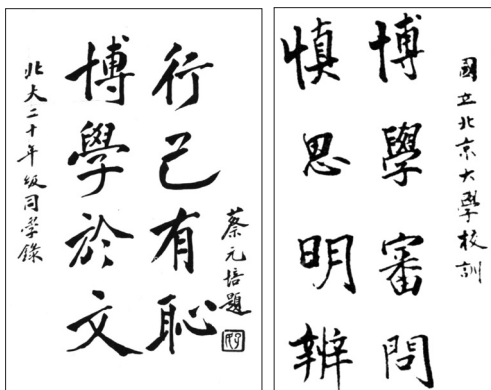 蔡元培題
行己有恥
博學於文
北大二十年級同學錄
國立北京大學校訓
博學審問
慎思明辨